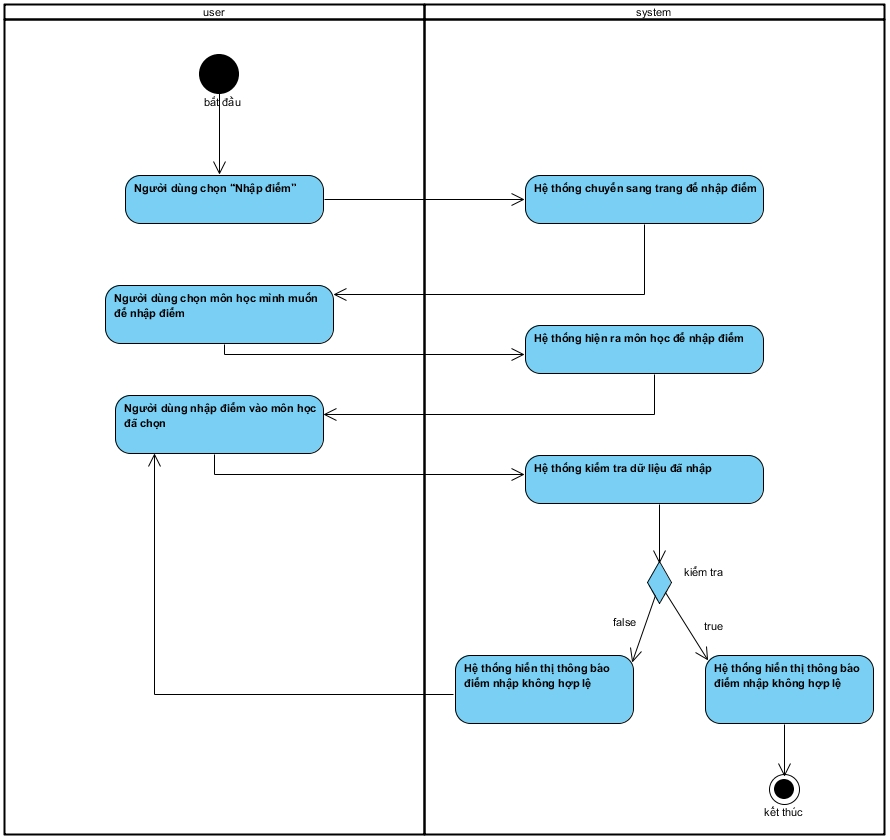 user
system
bắt đầu
Người dùng chọn “Nhập điểm”
Hệ thống chuyển sang trang để nhập điểm
Người dùng chọn môn học mình muốn
để nhập điểm
Hệ thống hiện ra môn học để nhập điểm
Người dùng nhập điểm vào môn học
đã chọn
Hệ thống kiểm tra dữ liệu đã nhập
kiểm tra
false
true
Hệ thống hiển thị thông báo
điểm nhập không hợp lệ
Hệ thống hiển thị thông báo
điểm nhập không hợp lệ
kết thúc